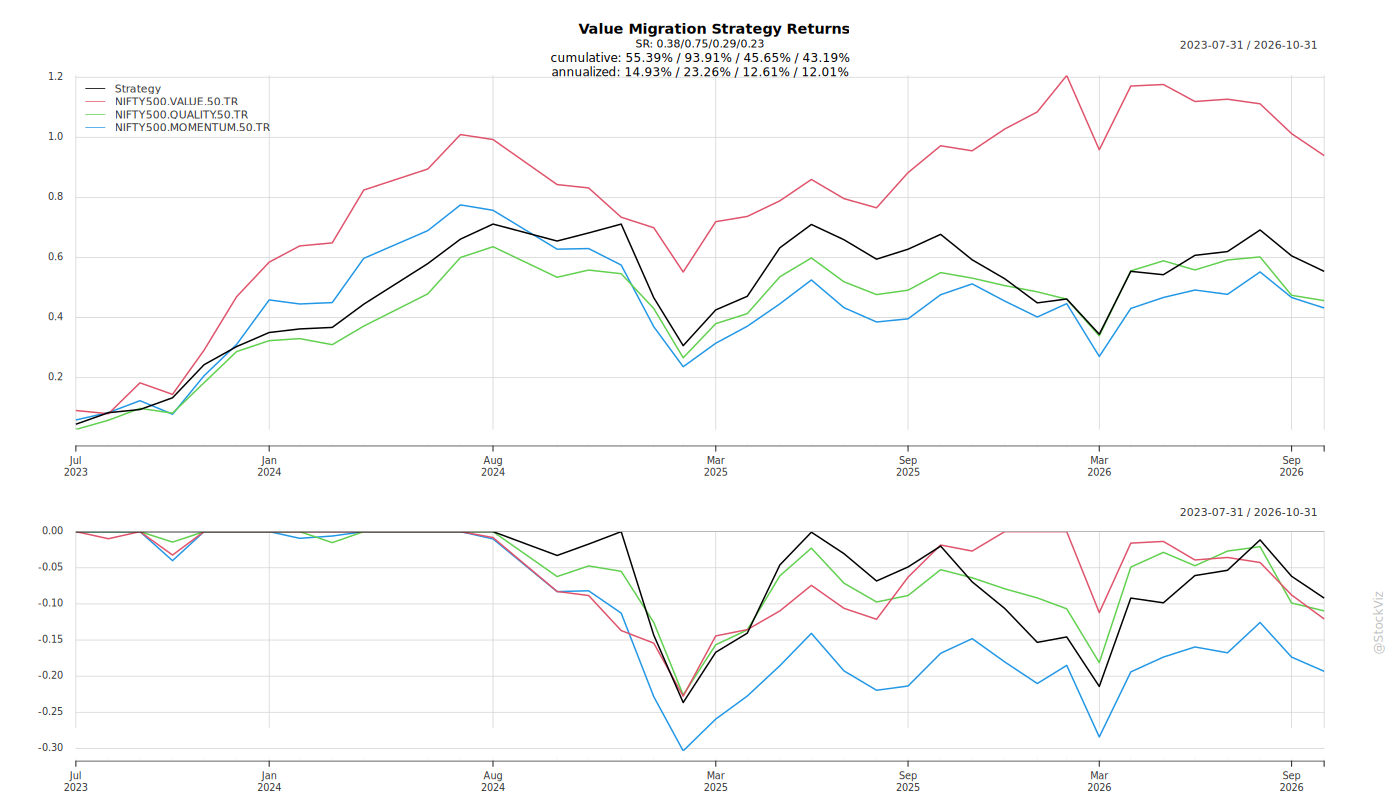 Value Migration Strategy Returns
SR: 0.38/0.75/0.29/0.23
cumulative: 55.39% / 93.91% / 45.65% / 43.19%
annualized: 14.93% / 23.26% / 12.61% / 12.01%
2023-07-31 / 2026-10-31
Strategy
NIFTY500.VALUE.50.TR
NIFTY500.QUALITY.50.TR
NIFTY500.MOMENTUM.50.TR
1.2
1.0
0.8
0.6
0.4
0.2
Jul Jan Aug Mar Sep Mar Sep
2023 2024 2024 2025 2025 2026 2026
2023-07-31 / 2026-10-31
0.00
-0.05
-0.10
-0.15
-0.20
-0.25
-0.30
Jul Jan Aug Mar Sep Mar Sep
2023 2024 2024 2025 2025 2026 2026
@StockViz